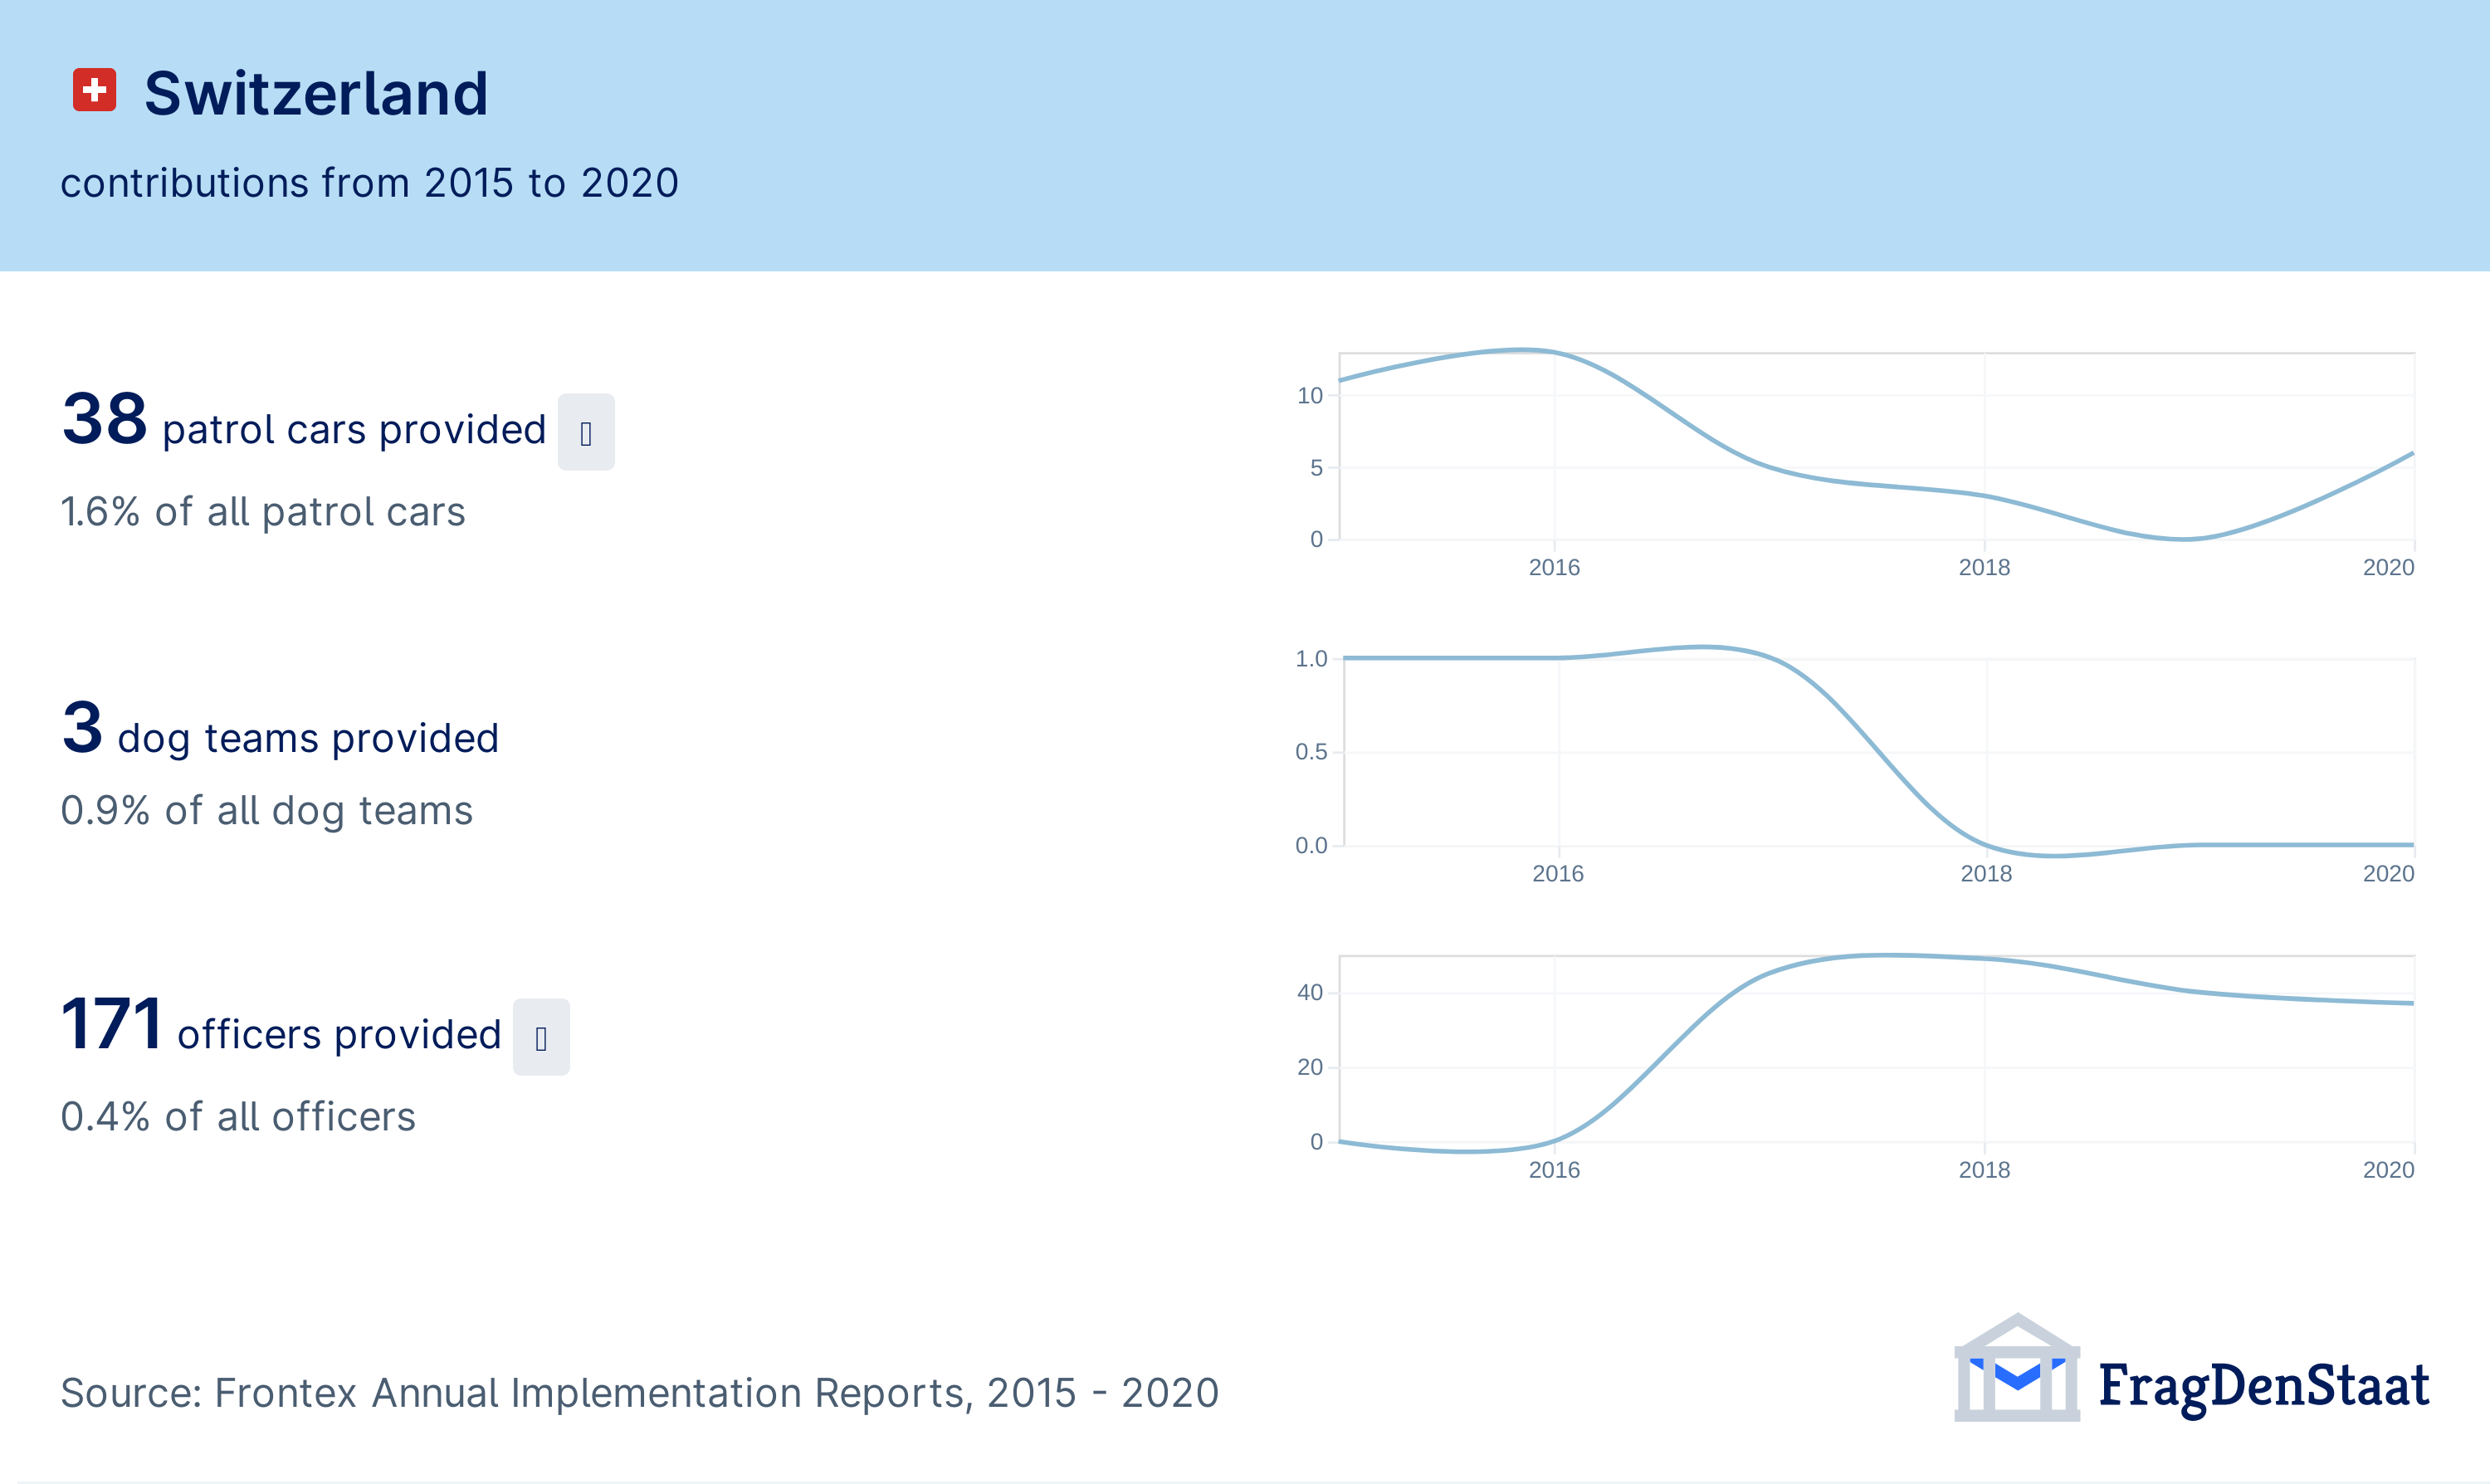 Switzerland
contributions from 2015 to 2020
38 patrol cars provided
1.6% of all patrol cars
10
5
0
2016 2018 2020
3 dog teams provided
0.9% of all dog teams
1.0
0.5
0.0
2016 2018 2020
171 officers provided
0.4% of all officers
40
20
0
2016 2018 2020
Source: Frontex Annual Implementation Reports, 2015 - 2020
FragDenStaat